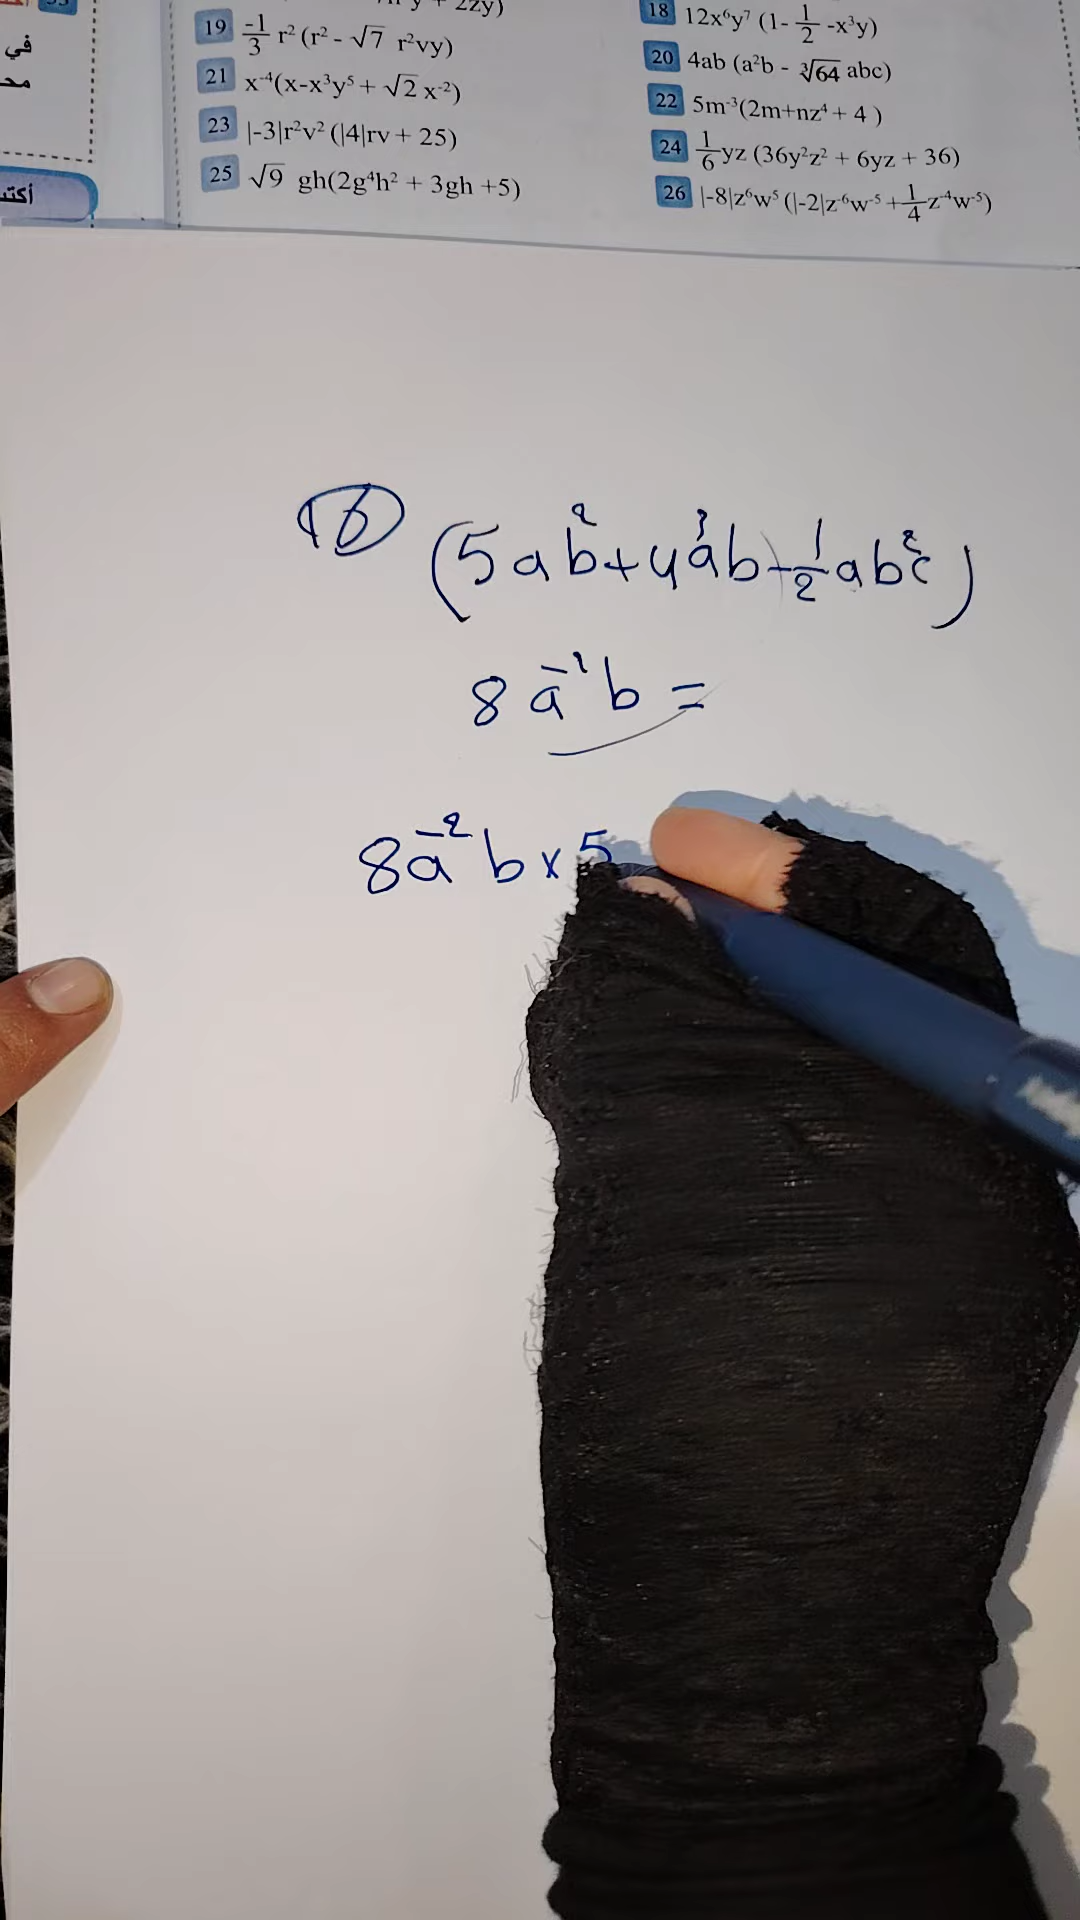 2zy)
18 12x⁶y⁷ (1- 1/2 -x³y)
19 -1/3 r² (r² - √7 r²vy)
20 4ab (a²b - ∛64 abc)
21 x⁻⁴(x-x³y⁵ + √2 x⁻²)
22 5m⁻³(2m+nz⁴ + 4 )
23 |-3|r²v² (|4|rv + 25)
24 1/6 yz (36y²z² + 6yz + 36)
25 √9 gh(2g⁴h² + 3gh +5)
26 |-8|z⁶w⁵ (|-2|z⁻⁶w⁻⁵ + 1/4 z⁻⁴w⁻⁵)
في
16 (5ab² + 4a³b + 1/2 abc²)
8a⁻²b =
8a⁻²b × 5